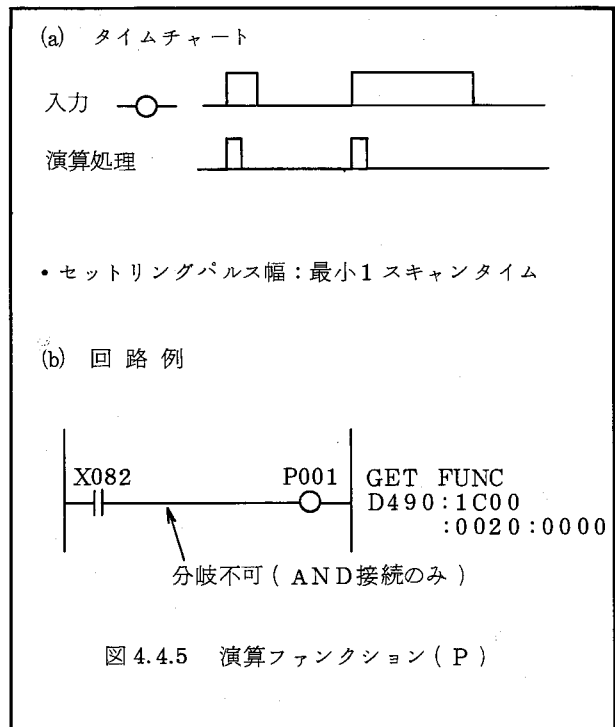 (a) タイムチャート
入力
演算処理
• セットリングパルス幅：最小1スキャンタイム
(b) 回路例
X082 P001 GET FUNC
D490:1C00
:0020:0000
分岐不可（AND接続のみ）
図4.4.5 演算ファンクション（P）